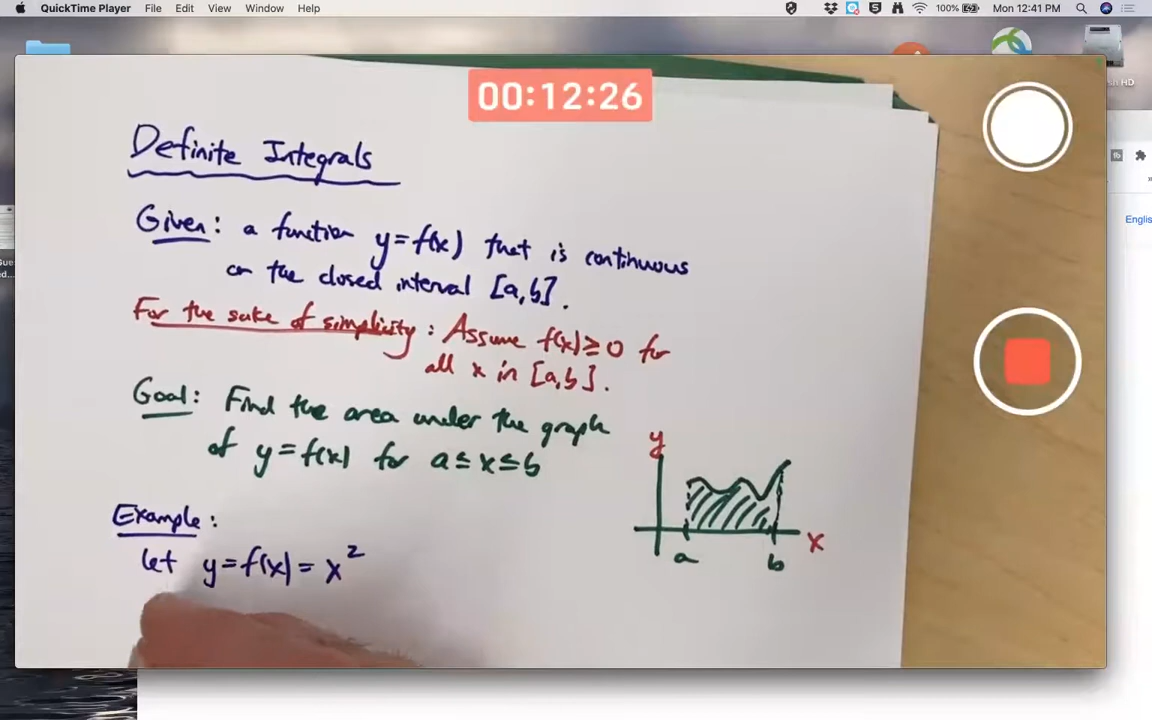 QuickTime Player File Edit View Window Help 100% Mon 12:41 PM
HD
00:12:26
Definite Integrals
Given: a function y=f(x) that is continuous
on the closed interval [a,b].
For the sake of simplicity: Assume f(x)≥0 for
all x in [a,b].
Goal: Find the area under the graph
of y=f(x) for a≤x≤b
y
x
a b
Example:
Let y=f(x)=x²
Englis